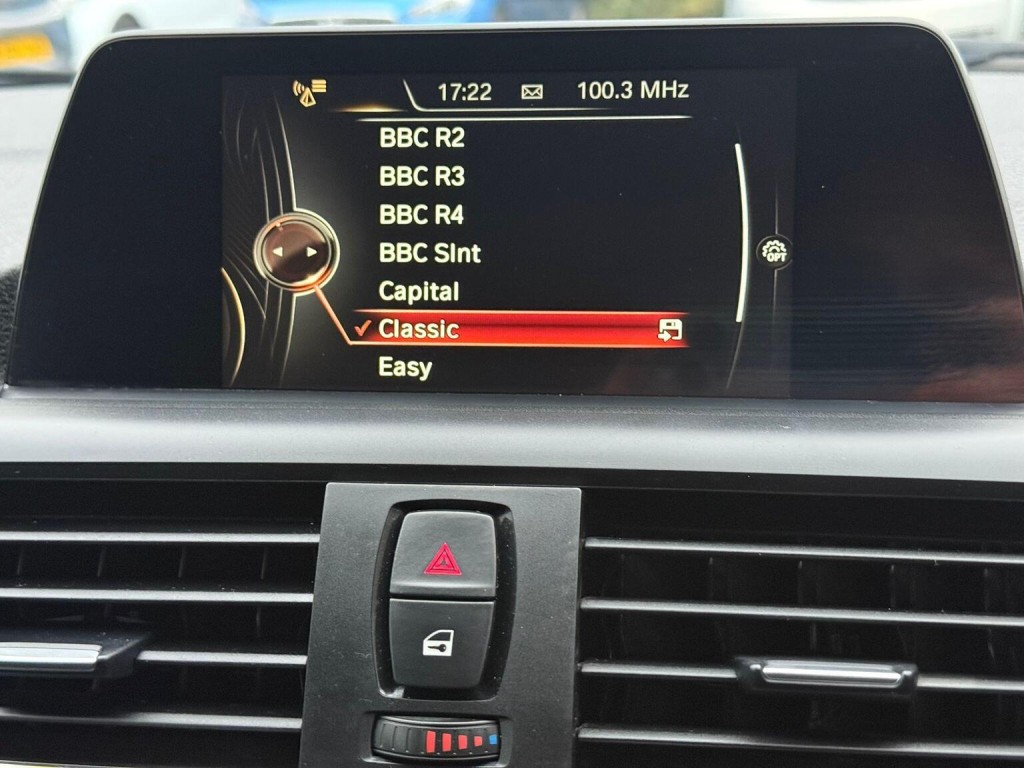 17:22 100.3 MHz
BBC R2
BBC R3
BBC R4
BBC SInt
Capital
Classic
Easy
OPT